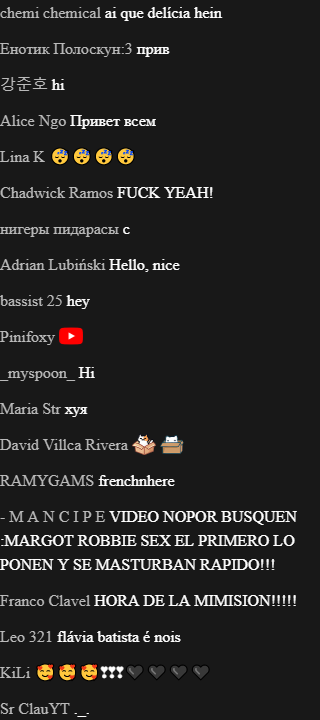 chemi chemical ai que delícia hein
Енотик Полоскун:3 прив
강준호 hi
Alice Ngo Привет всем
Lina K 😴 😴 😴 😴
Chadwick Ramos FUCK YEAH!
нигеры пидарасы с
Adrian Lubiński Hello, nice
bassist 25 hey
Pinifoxy
_myspoon_ Hi
Maria Str хуя
David Villca Rivera
RAMYGAMS frenchnhere
- M A N C I P E VIDEO NOPOR BUSQUEN
:MARGOT ROBBIE SEX EL PRIMERO LO
PONEN Y SE MASTURBAN RAPIDO!!!
Franco Clavel HORA DE LA MIMISION!!!!!
Leo 321 flávia batista é nois
KiLi 🥰 🥰 🥰❣❣❣🖤 🖤 🖤 🖤
Sr ClauYT ._.